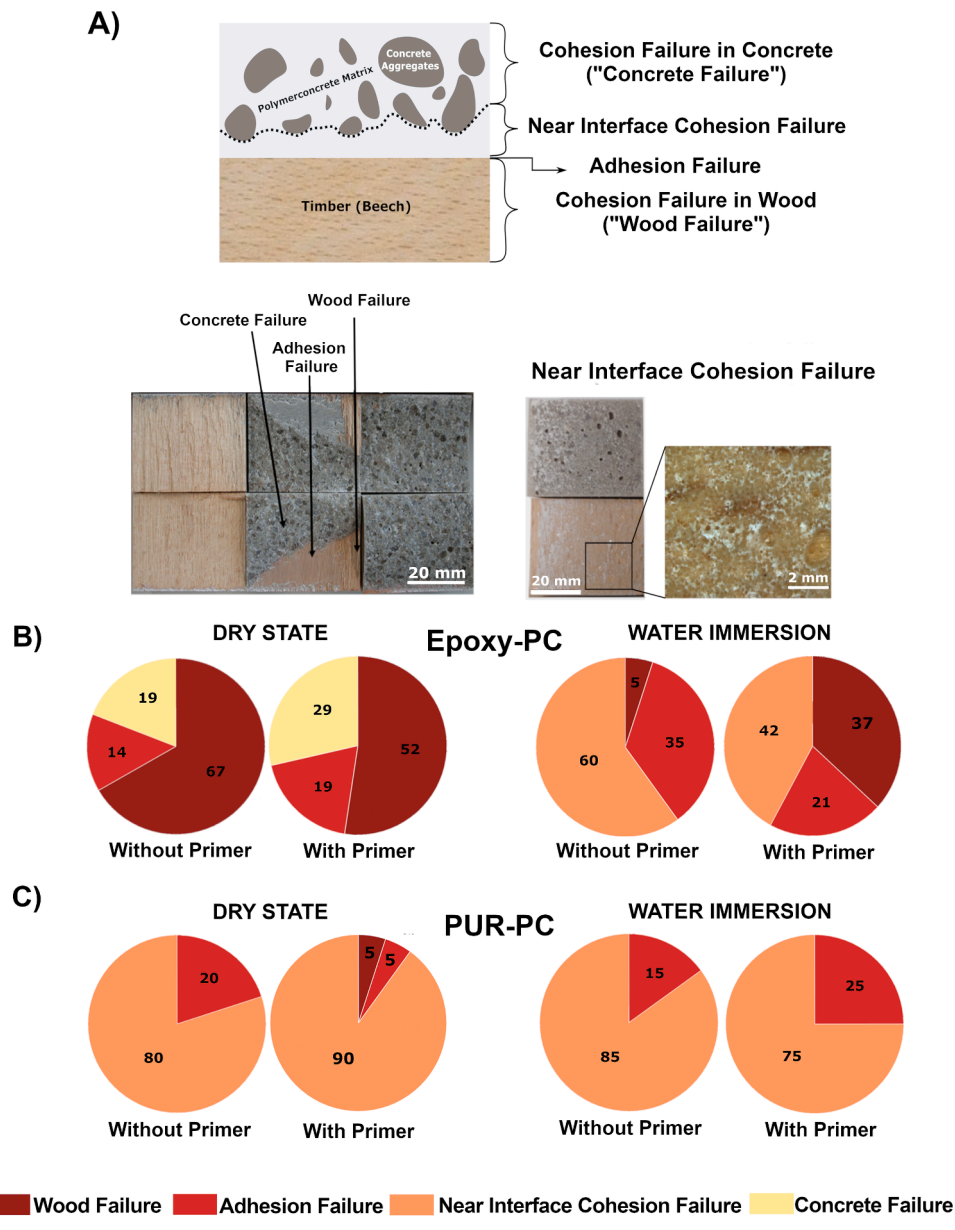 A)
Concrete
Aggregates
Polymerconcrete Matrix
Timber (Beech)
Cohesion Failure in Concrete
("Concrete Failure")
Near Interface Cohesion Failure
Adhesion Failure
Cohesion Failure in Wood
("Wood Failure")
Wood Failure
Concrete Failure
Adhesion
Failure
20 mm
Near Interface Cohesion Failure
20 mm
2 mm
B)
DRY STATE
Epoxy-PC
WATER IMMERSION
19
14
67
Without Primer
29
19
52
With Primer
5
35
60
Without Primer
42
37
21
With Primer
C)
DRY STATE
PUR-PC
WATER IMMERSION
20
80
Without Primer
5
5
90
With Primer
15
85
Without Primer
25
75
With Primer
Wood Failure
Adhesion Failure
Near Interface Cohesion Failure
Concrete Failure